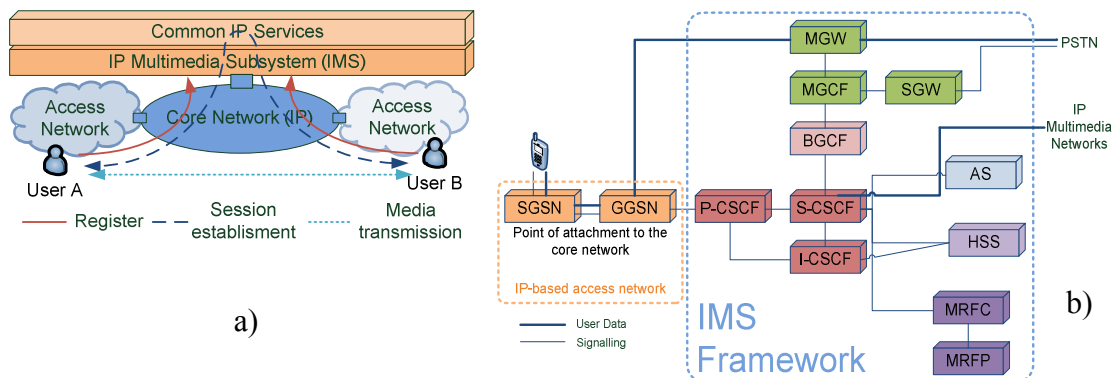 Common IP Services
IP Multimedia Subsystem (IMS)
Access
Network
Core Network (IP)
Access
Network
User A
User B
Register
Session
establisment
Media
transmission
a)
MGW
PSTN
MGCF
SGW
BGCF
IP
Multimedia
Networks
AS
SGSN
GGSN
P-CSCF
S-CSCF
Point of attachment to the
core network
HSS
I-CSCF
IP-based access network
MRFC
b)
User Data
Signalling
IMS
Framework
MRFP